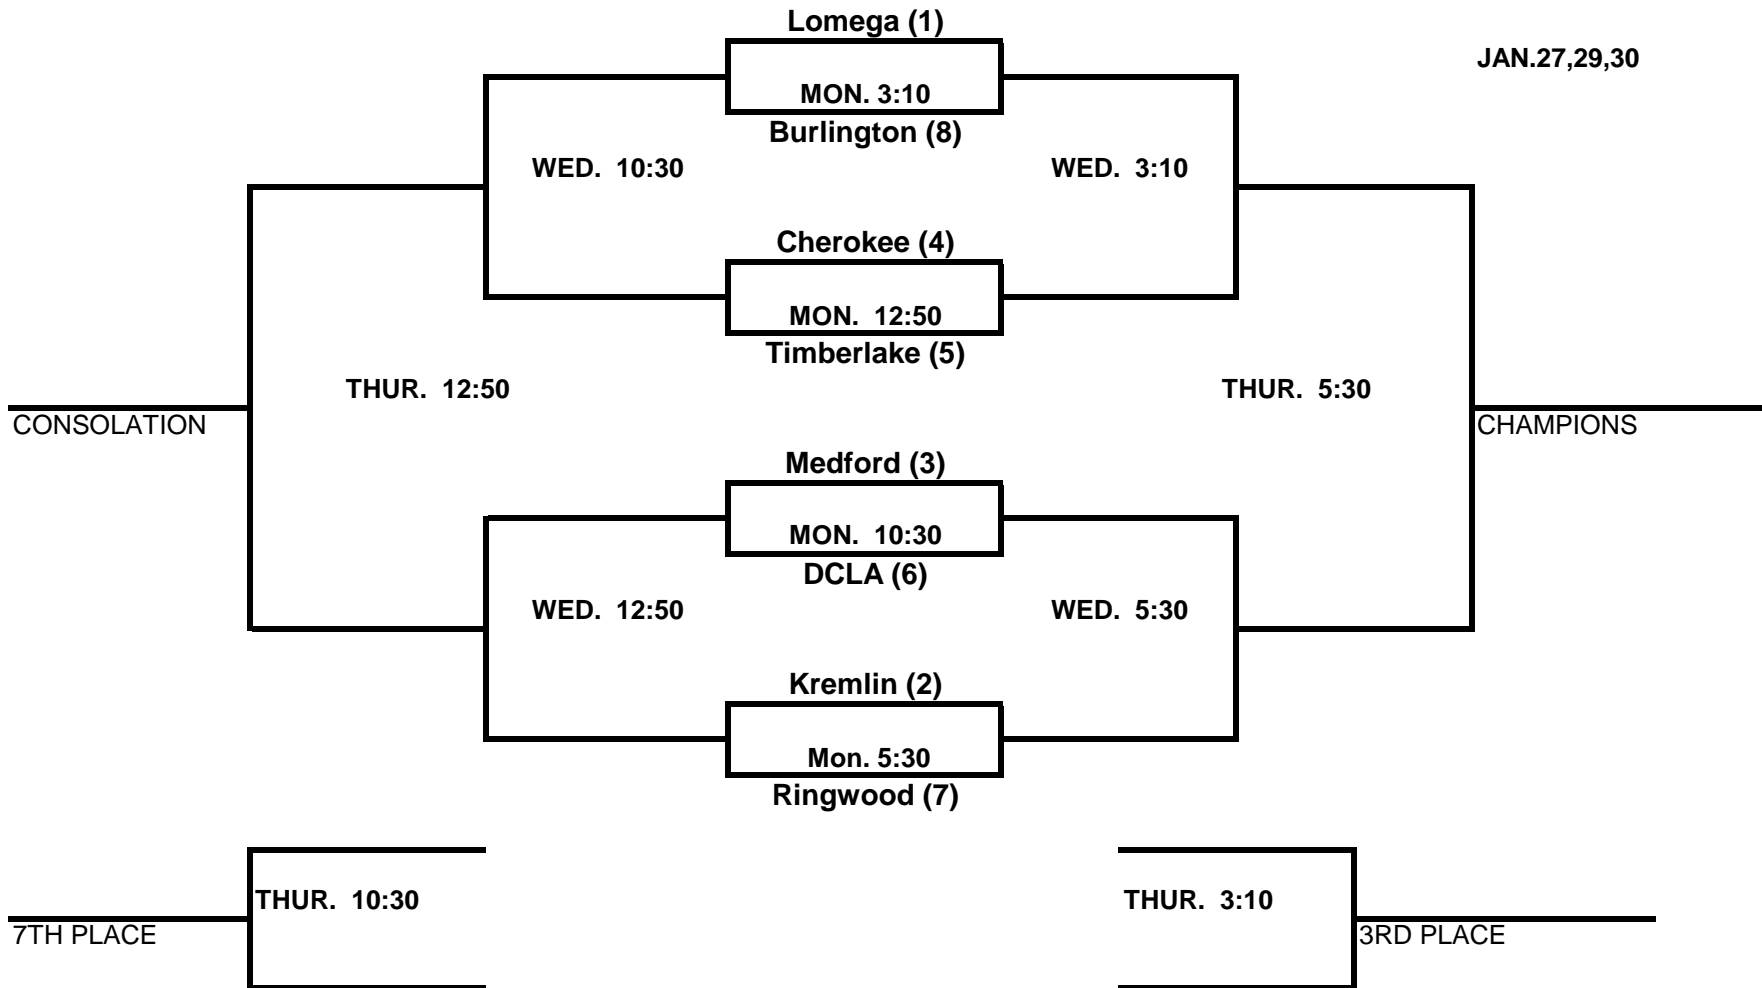 Lomega (1)
JAN.27,29,30
MON. 3:10
Burlington (8)
WED. 10:30
WED. 3:10
Cherokee (4)
MON. 12:50
Timberlake (5)
THUR. 12:50
THUR. 5:30
CONSOLATION
CHAMPIONS
Medford (3)
MON. 10:30
DCLA (6)
WED. 12:50
WED. 5:30
Kremlin (2)
Mon. 5:30
Ringwood (7)
THUR. 10:30
THUR. 3:10
7TH PLACE
3RD PLACE